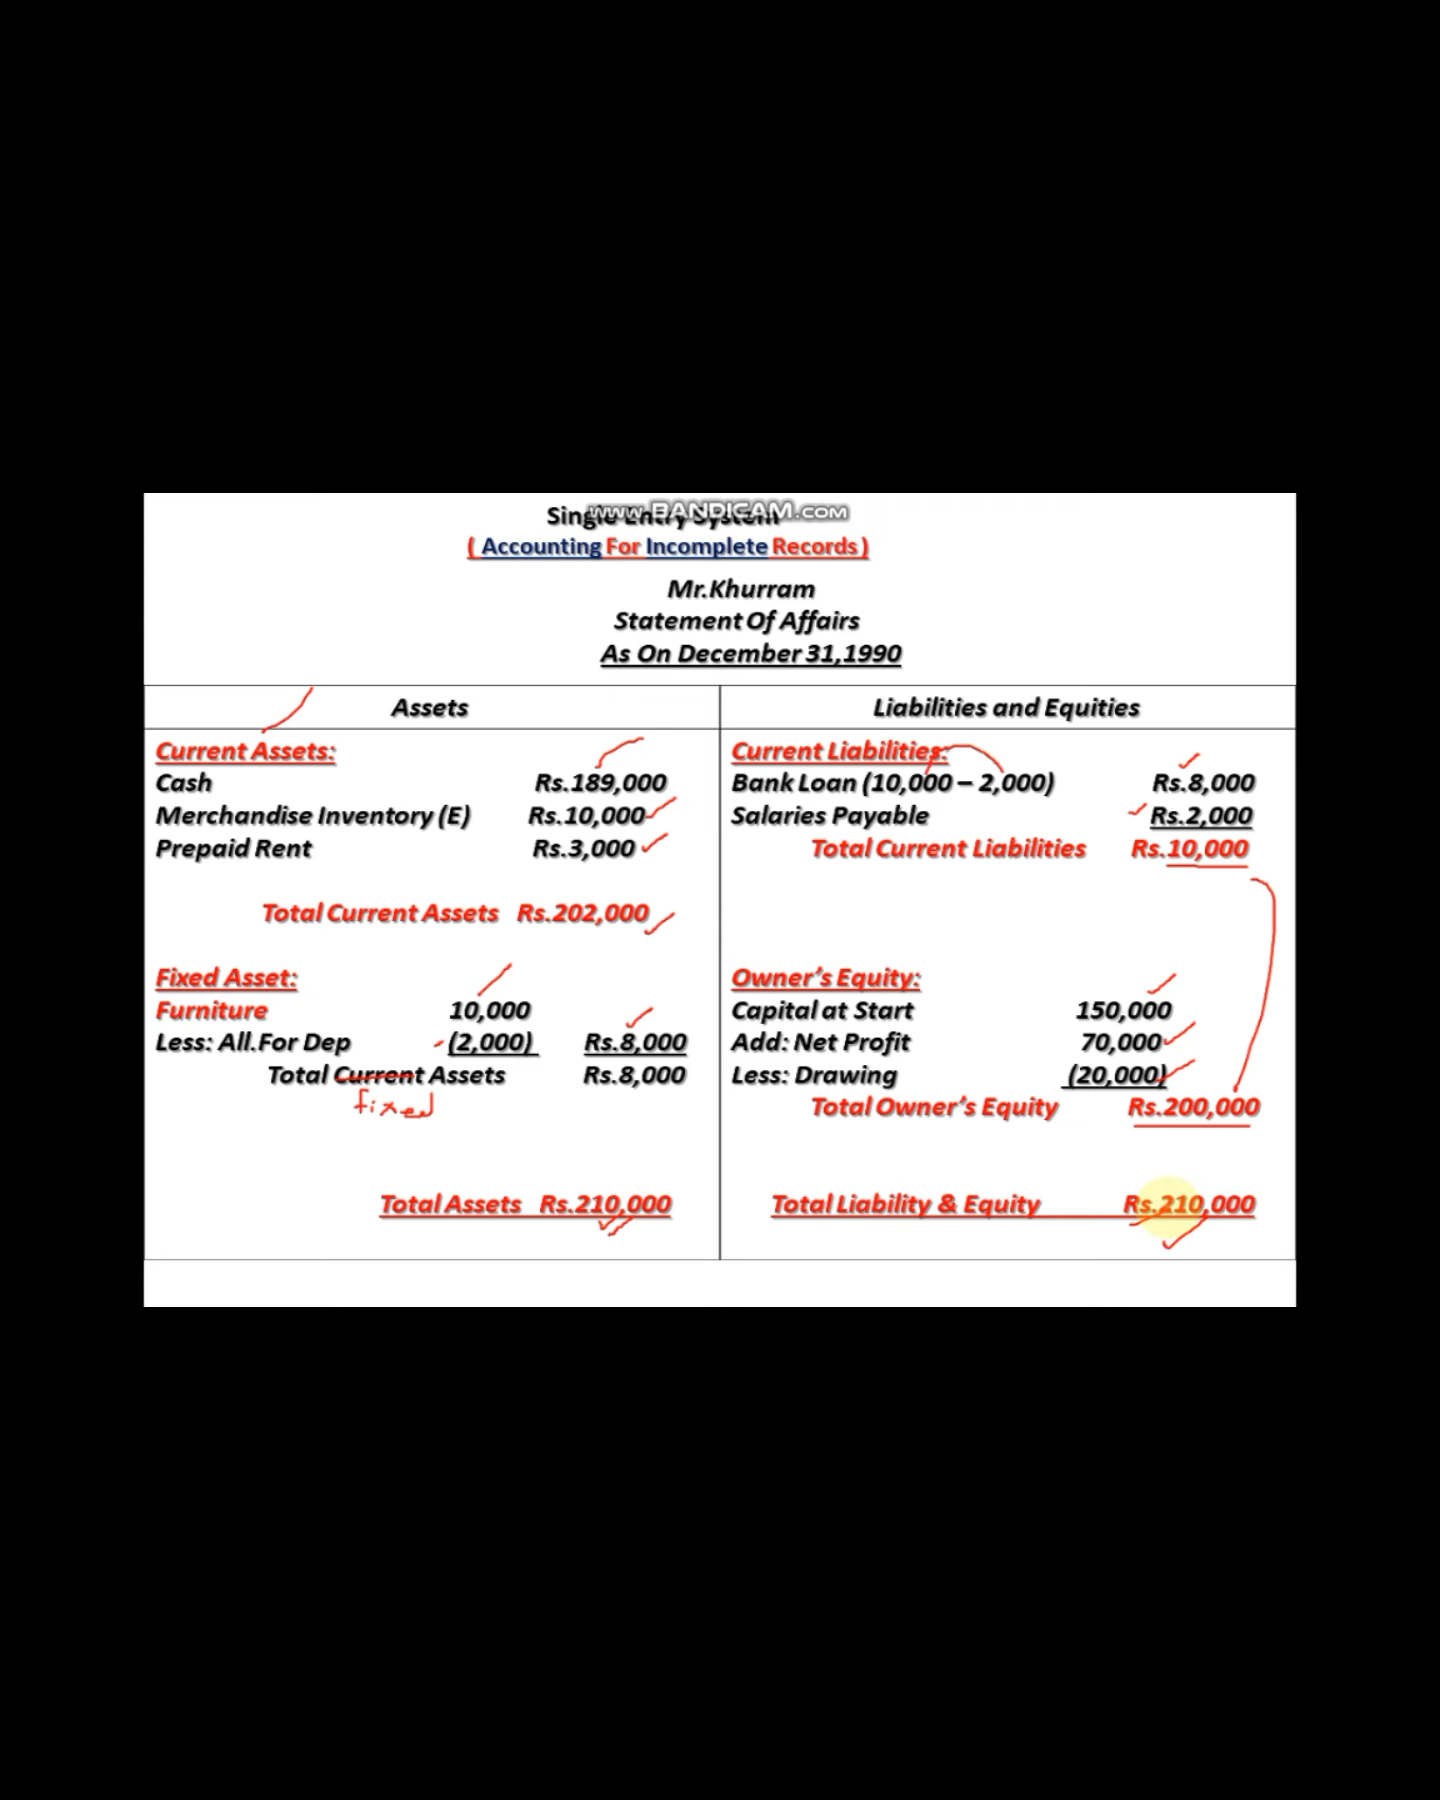 Single Entry System
www.BANDICAM.com
( Accounting For Incomplete Records )
Mr.Khurram
Statement Of Affairs
As On December 31,1990
Assets
Current Assets:
Cash Rs.189,000
Merchandise Inventory (E) Rs.10,000
Prepaid Rent Rs.3,000
Total Current Assets Rs.202,000
Fixed Asset:
Furniture 10,000
Less: All.For Dep (2,000) Rs.8,000
Total Current Assets Rs.8,000
fixed
Total Assets Rs.210,000
Liabilities and Equities
Current Liabilities:
Bank Loan (10,000 – 2,000) Rs.8,000
Salaries Payable Rs.2,000
Total Current Liabilities Rs.10,000
Owner's Equity:
Capital at Start 150,000
Add: Net Profit 70,000
Less: Drawing (20,000)
Total Owner's Equity Rs.200,000
Total Liability & Equity Rs.210,000